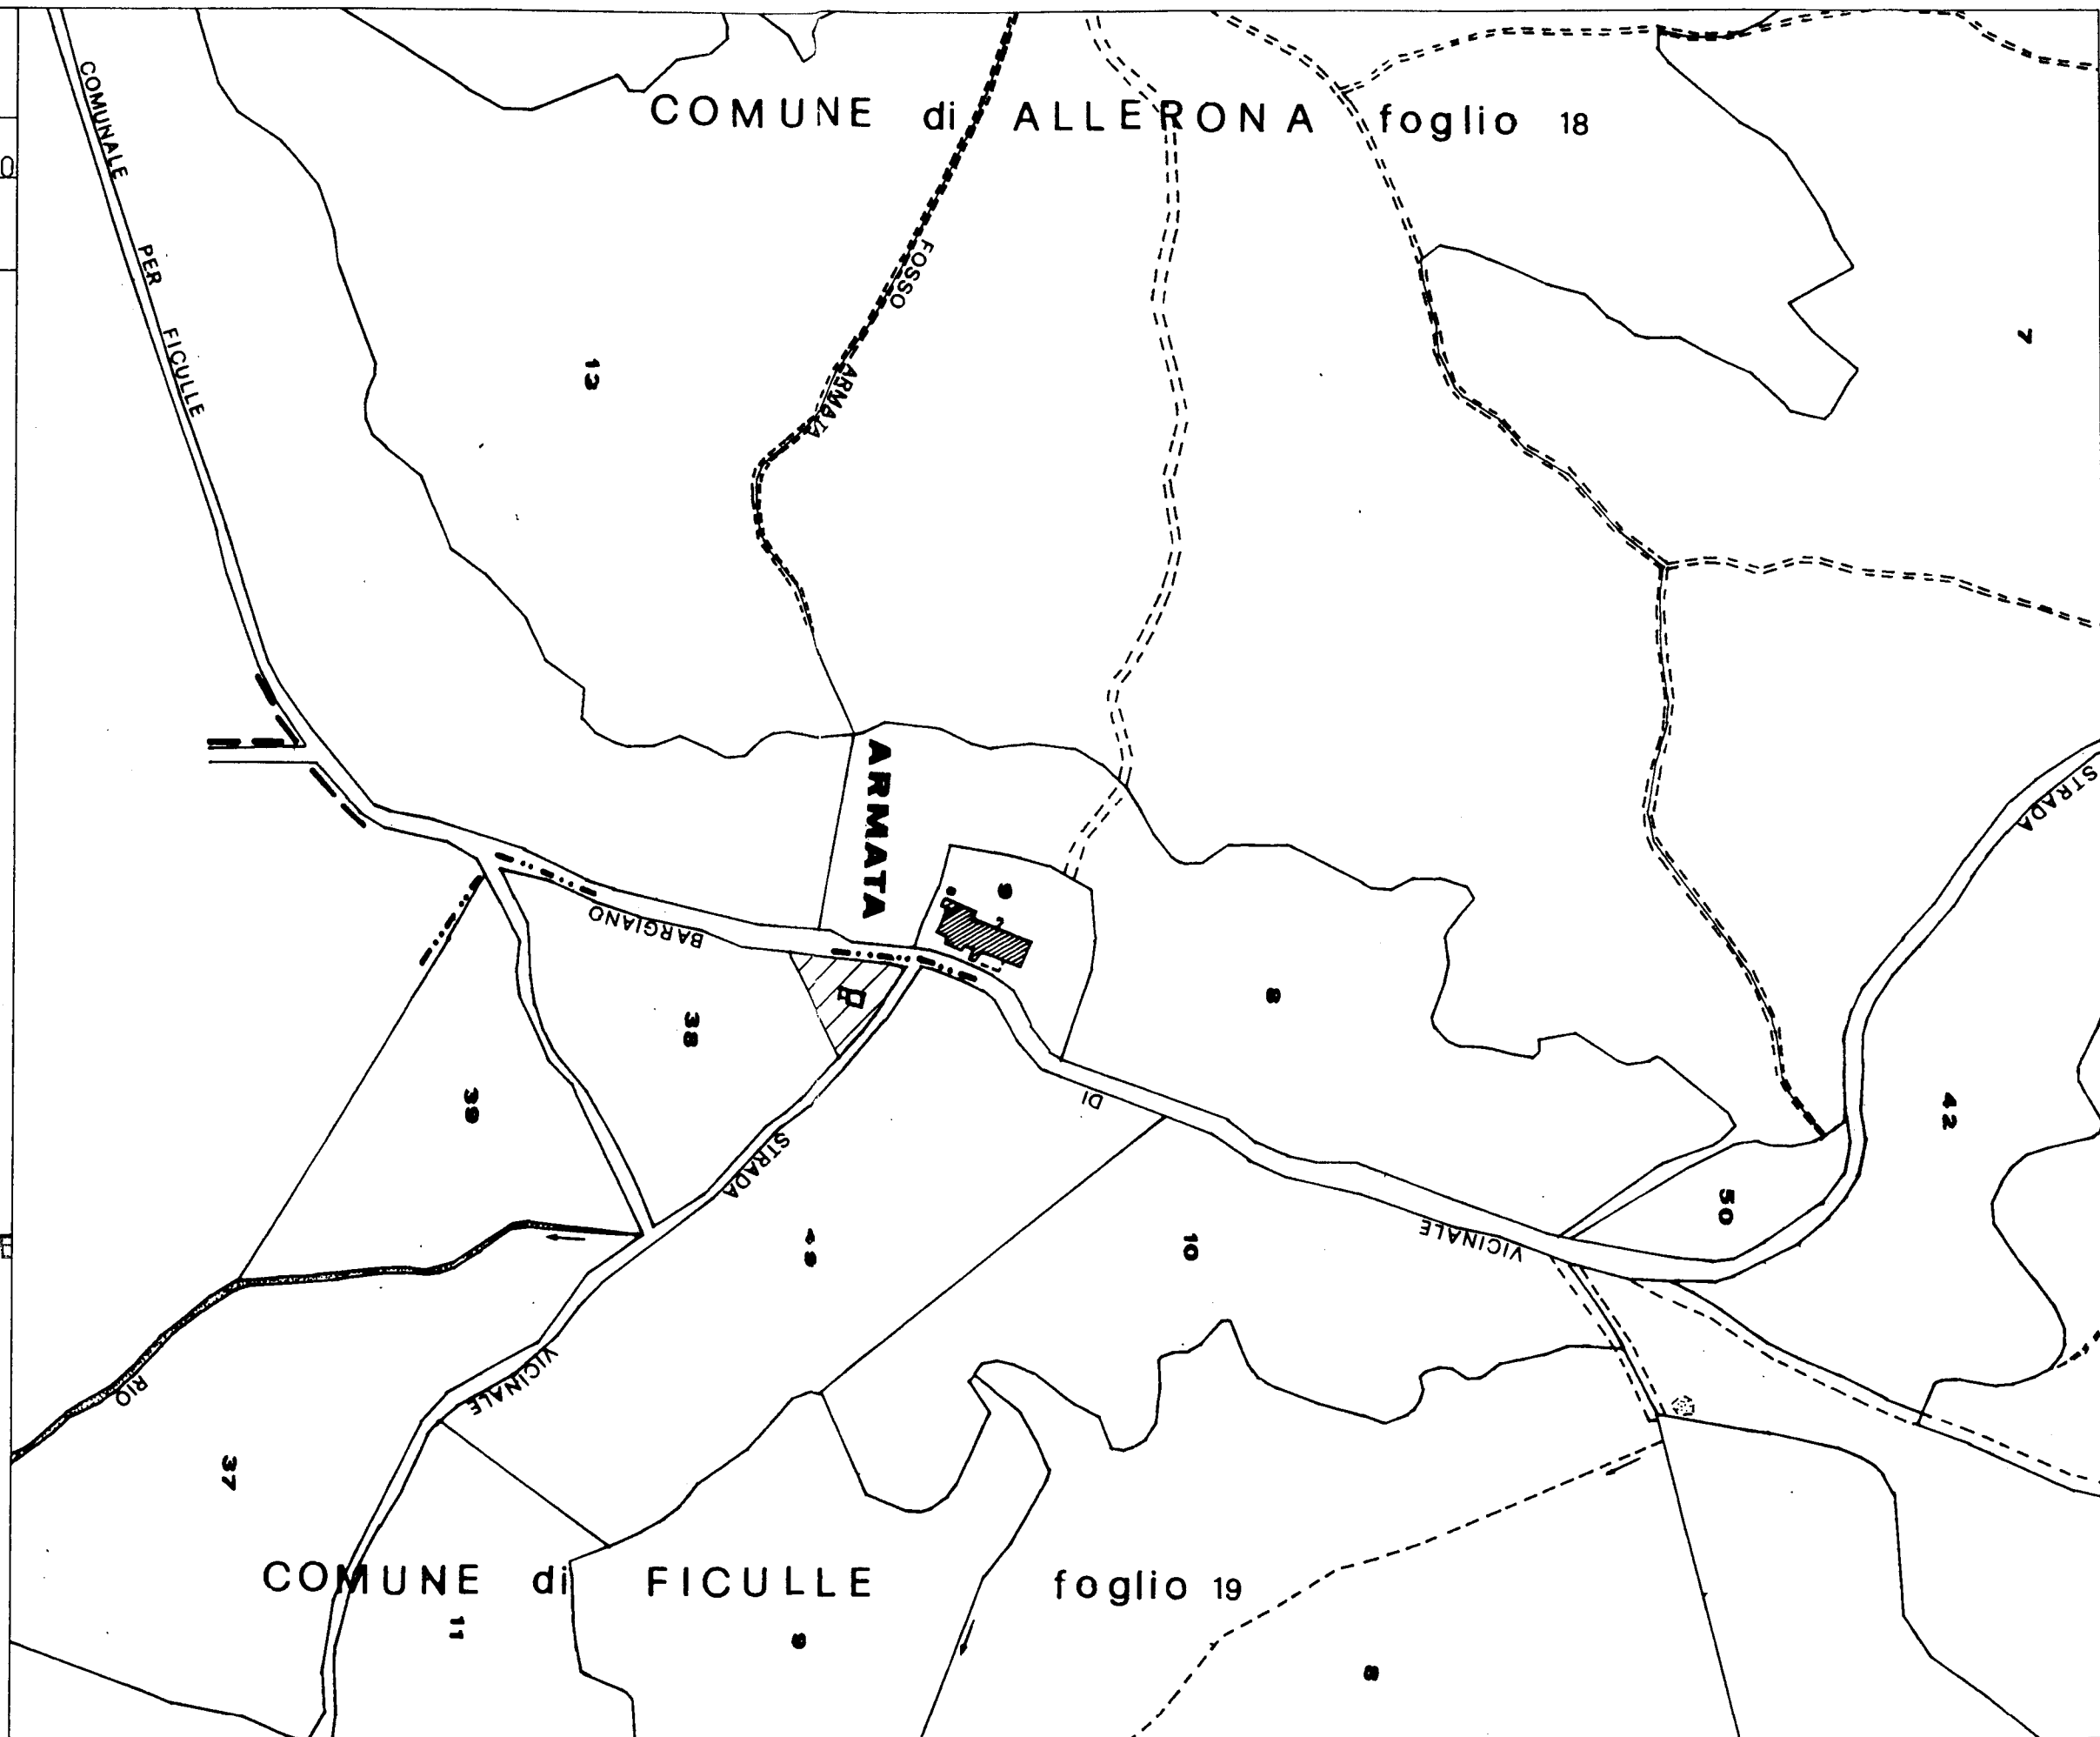 COMUNE di ALLERONA foglio 18
COMUNALE PER FICULLE
FOSSO ARMATA
7
13
ARMATA
9
8
BARGIANO
38
39
42
50
DI
STRADA
STRADA
VICINALE
VICINALE
49
10
RIO
37
COMUNE di FICULLE foglio 19
11
9
8